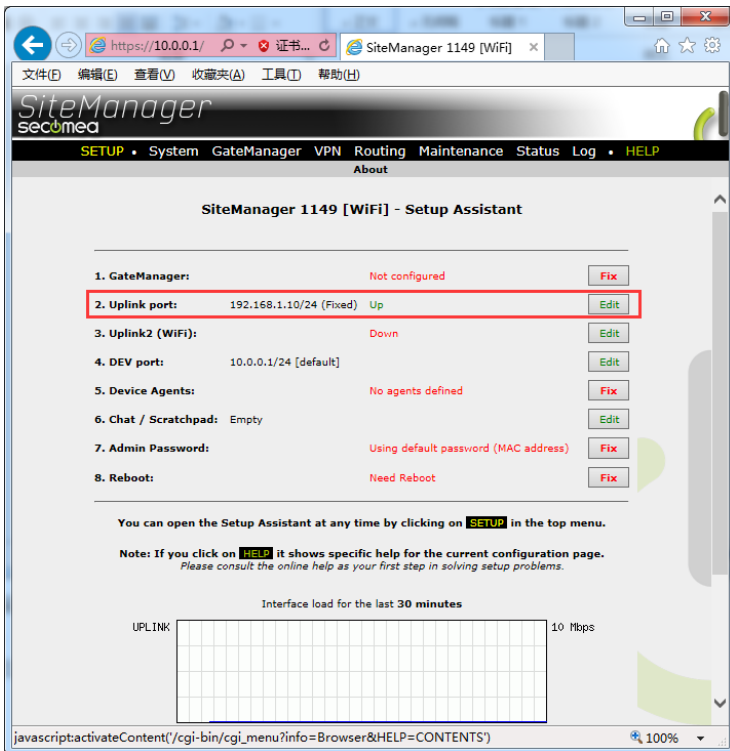 https://10.0.0.1/ 证书... SiteManager 1149 [WiFi]
文件(F) 编辑(E) 查看(V) 收藏夹(A) 工具(T) 帮助(H)
SiteManager
secomea
SETUP • System GateManager VPN Routing Maintenance Status Log • HELP
About
SiteManager 1149 [WiFi] - Setup Assistant
1. GateManager: Not configured Fix
2. Uplink port: 192.168.1.10/24 (Fixed) Up Edit
3. Uplink2 (WiFi): Down Edit
4. DEV port: 10.0.0.1/24 [default] Edit
5. Device Agents: No agents defined Fix
6. Chat / Scratchpad: Empty Edit
7. Admin Password: Using default password (MAC address) Fix
8. Reboot: Need Reboot Fix
You can open the Setup Assistant at any time by clicking on SETUP in the top menu.
Note: If you click on HELP it shows specific help for the current configuration page.
Please consult the online help as your first step in solving setup problems.
Interface load for the last 30 minutes
UPLINK 10 Mbps
javascript:activateContent('/cgi-bin/cgi_menu?info=Browser&HELP=CONTENTS') 100%